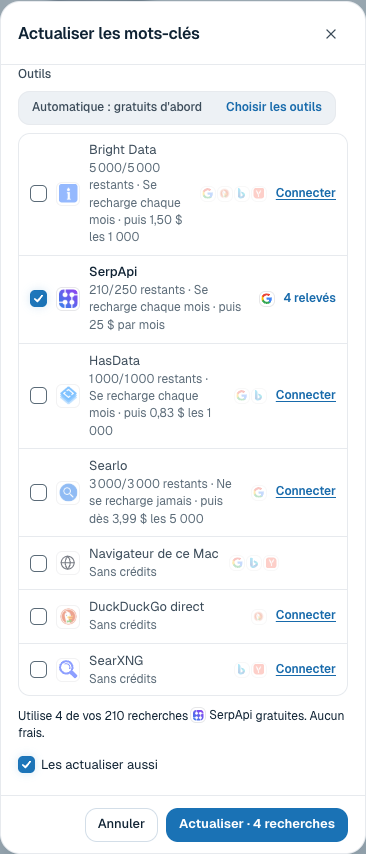 Actualiser les mots-clés
Outils
Automatique : gratuits d'abord
Choisir les outils
Bright Data
5 000/5 000
restants · Se
recharge chaque
mois · puis 1,50 $
les 1 000
Connecter
SerpApi
210/250 restants · Se
recharge chaque mois · puis
25 $ par mois
4 relevés
HasData
1 000/1 000 restants ·
Se recharge chaque
mois · puis 0,83 $ les 1
000
Connecter
Searlo
3 000/3 000 restants · Ne
se recharge jamais · puis
dès 3,99 $ les 5 000
Connecter
Navigateur de ce Mac
Sans crédits
DuckDuckGo direct
Sans crédits
Connecter
SearXNG
Sans crédits
Connecter
Utilise 4 de vos 210 recherches SerpApi gratuites. Aucun
frais.
Les actualiser aussi
Annuler
Actualiser · 4 recherches